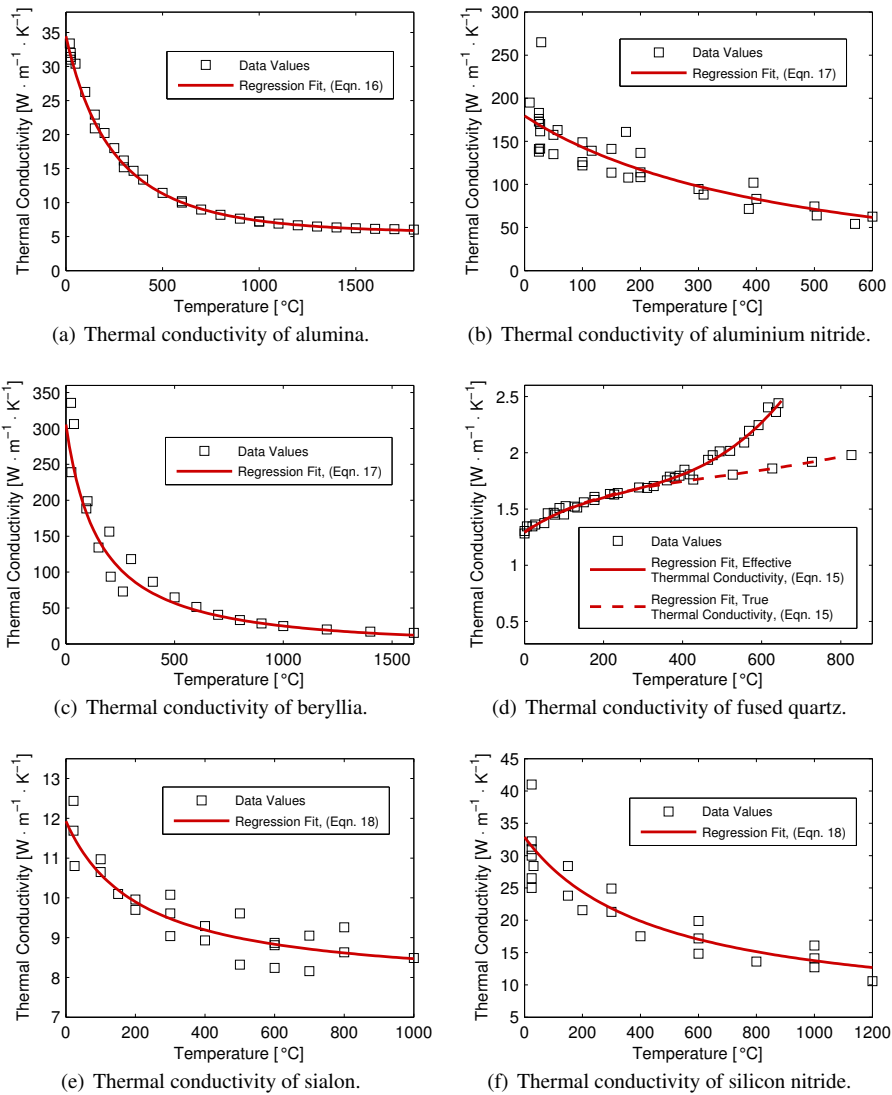 Thermal Conductivity [W · m⁻¹ · K⁻¹]
35
30
25
20
15
10
5
0
0 500 1000 1500
Temperature [°C]
Data Values
Regression Fit, (Eqn. 16)
(a) Thermal conductivity of alumina.
Thermal Conductivity [W · m⁻¹ · K⁻¹]
300
250
200
150
100
50
0
0 100 200 300 400 500 600
Temperature [°C]
Data Values
Regression Fit, (Eqn. 17)
(b) Thermal conductivity of aluminium nitride.
Thermal Conductivity [W · m⁻¹ · K⁻¹]
350
300
250
200
150
100
50
0
0 500 1000 1500
Temperature [°C]
Data Values
Regression Fit, (Eqn. 17)
(c) Thermal conductivity of beryllia.
Thermal Conductivity [W · m⁻¹ · K⁻¹]
2.5
2
1.5
1
0.5
0 200 400 600 800
Temperature [°C]
Data Values
Regression Fit, Effective
Thermmal Conductivity, (Eqn. 15)
Regression Fit, True
Thermal Conductivity, (Eqn. 15)
(d) Thermal conductivity of fused quartz.
Thermal Conductivity [W · m⁻¹ · K⁻¹]
13
12
11
10
9
8
7
0 200 400 600 800 1000
Temperature [°C]
Data Values
Regression Fit, (Eqn. 18)
(e) Thermal conductivity of sialon.
Thermal Conductivity [W · m⁻¹ · K⁻¹]
45
40
35
30
25
20
15
10
5
0 200 400 600 800 1000 1200
Temperature [°C]
Data Values
Regression Fit, (Eqn. 18)
(f) Thermal conductivity of silicon nitride.